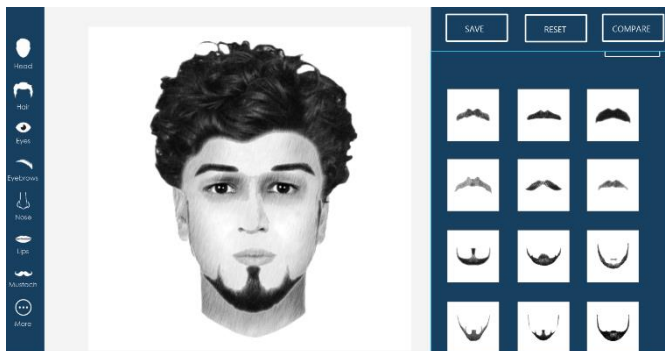 SAVE
RESET
COMPARE
Head
Hair
Eyes
Eyebrows
Nose
Lips
Mustach
More